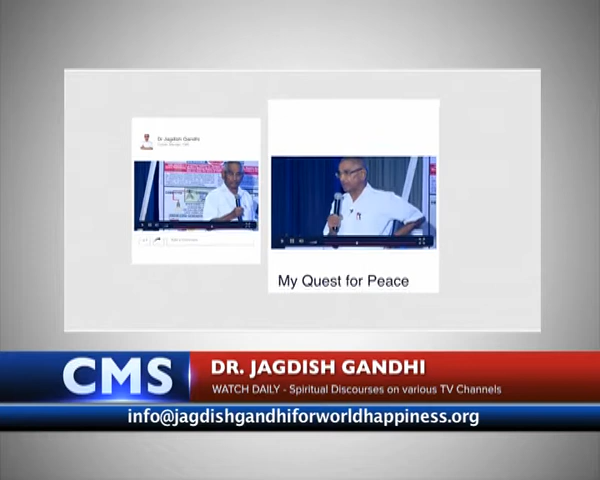 Dr Jagdish Gandhi
My Quest for Peace
CMS
DR. JAGDISH GANDHI
WATCH DAILY - Spiritual Discourses on various TV Channels
info@jagdishgandhiforworldhappiness.org